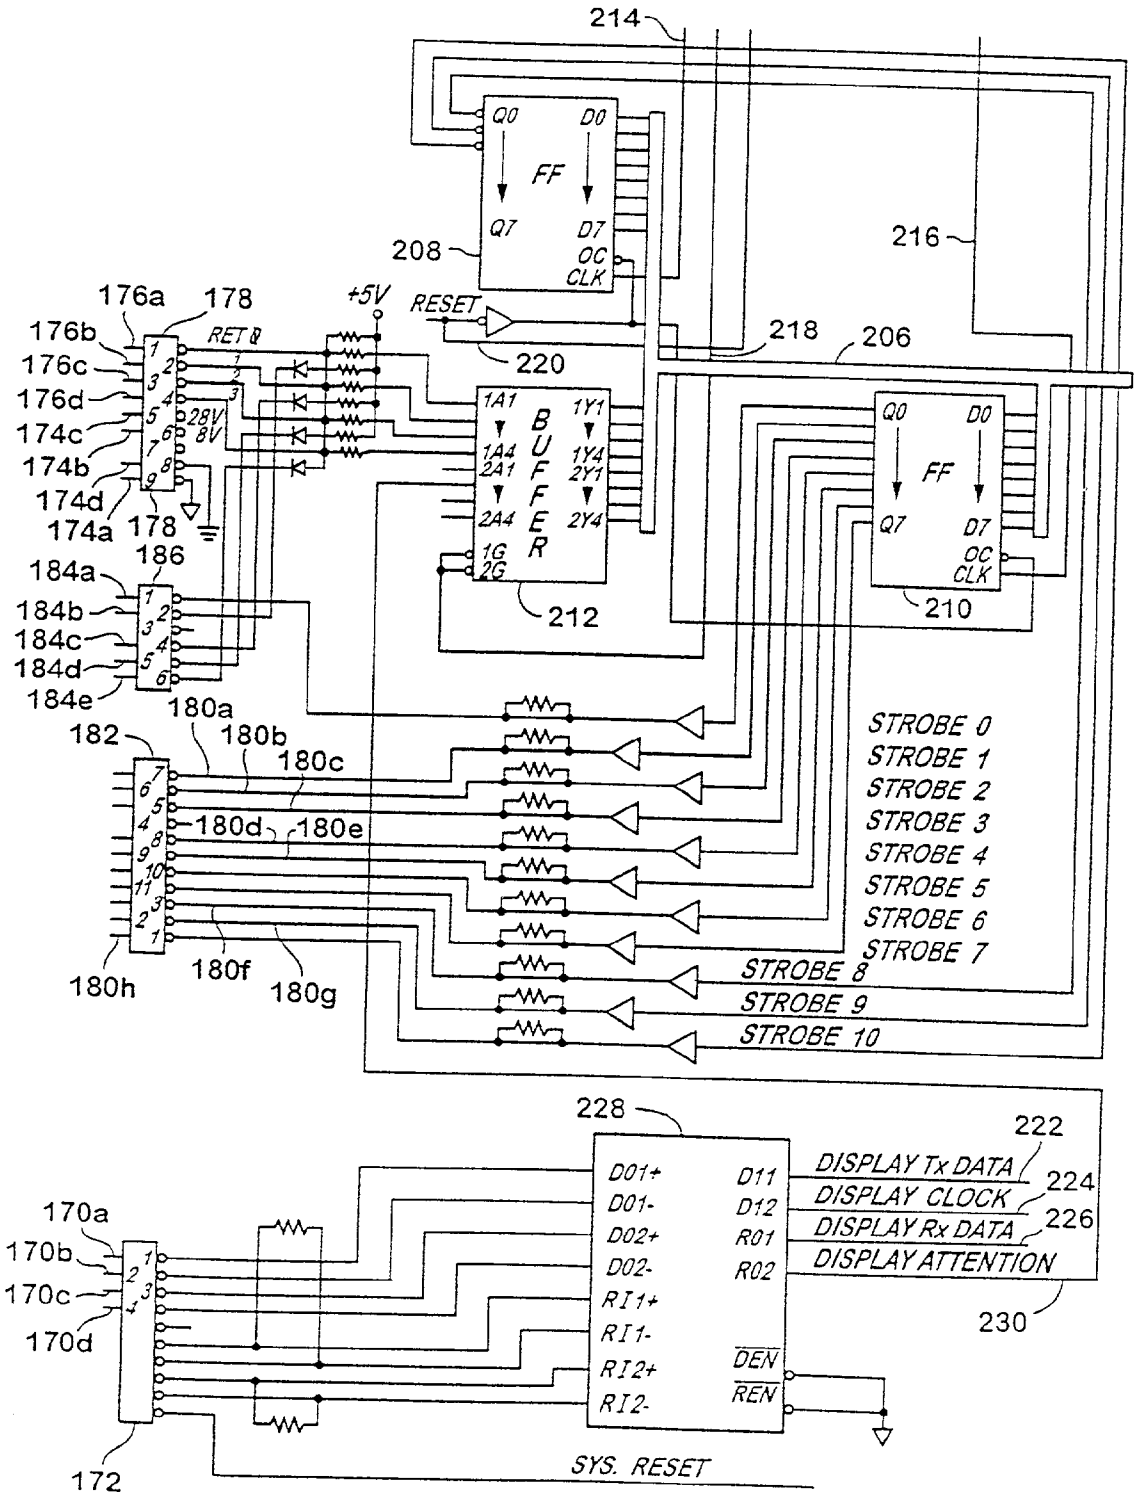 214
Q0 D0
FF
Q7 D7
OC
CLK
208
216
176a 178
+5V
RESET
176b RET 0
176c 1
176d 2
174c 3
174b 28V
174d 8V
174a
1
2
3
4
5
6
7
8
9
178
220
218
206
1A1 1Y1
BUFFER
1A4 1Y4
2A1 2Y1
2A4 2Y4
1G
2G
212
Q0 D0
FF
Q7 D7
OC
CLK
210
186
184a
184b
184c
184d
184e
1
2
3
4
5
6
180a
180b
180c
182
7
6
5
4
8
9
10
11
3
2
1
180d 180e
180f
180g
180h
STROBE 0
STROBE 1
STROBE 2
STROBE 3
STROBE 4
STROBE 5
STROBE 6
STROBE 7
STROBE 8
STROBE 9
STROBE 10
228
D01+ D11
D01- D12
D02+ R01
D02- R02
RI1+
RI1-
RI2+ DEN
RI2- REN
DISPLAY Tx DATA
222
DISPLAY CLOCK
224
DISPLAY Rx DATA
226
DISPLAY ATTENTION
230
170a
170b
170c
170d
1
2
3
4
172
SYS. RESET